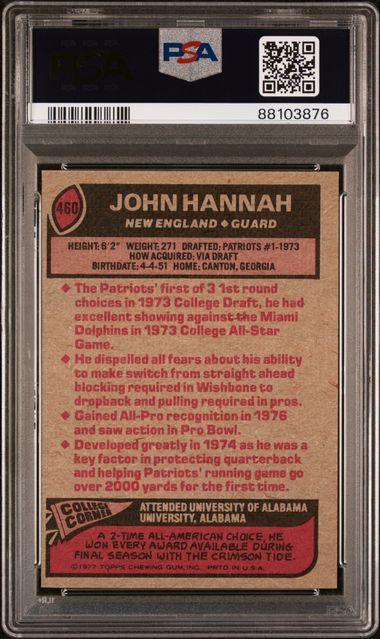 PSA
PSA
88103876
460
JOHN HANNAH
NEW ENGLAND ◆ GUARD
HEIGHT: 6'2" WEIGHT: 271 DRAFTED: PATRIOTS #1-1973
HOW ACQUIRED: VIA DRAFT
BIRTHDATE: 4-4-51 HOME: CANTON, GEORGIA
◆ The Patriots' first of 3 1st round
choices in 1973 College Draft, he had
excellent showing against the Miami
Dolphins in 1973 College All-Star
Game.
◆ He dispelled all fears about his ability
to make switch from straight ahead
blocking required in Wishbone to
dropback and pulling required in pros.
◆ Gained All-Pro recognition in 1976
and saw action in Pro Bowl.
◆ Developed greatly in 1974 as he was a
key factor in protecting quarterback
and helping Patriots' running game go
over 2000 yards for the first time.
COLLEGE
CORNER
ATTENDED UNIVERSITY OF ALABAMA
UNIVERSITY, ALABAMA
A 2-TIME ALL-AMERICAN CHOICE, HE
WON EVERY AWARD AVAILABLE DURING
FINAL SEASON WITH THE CRIMSON TIDE.
©1977 TOPPS CHEWING GUM, INC. PRTD. IN U.S.A.
PSA